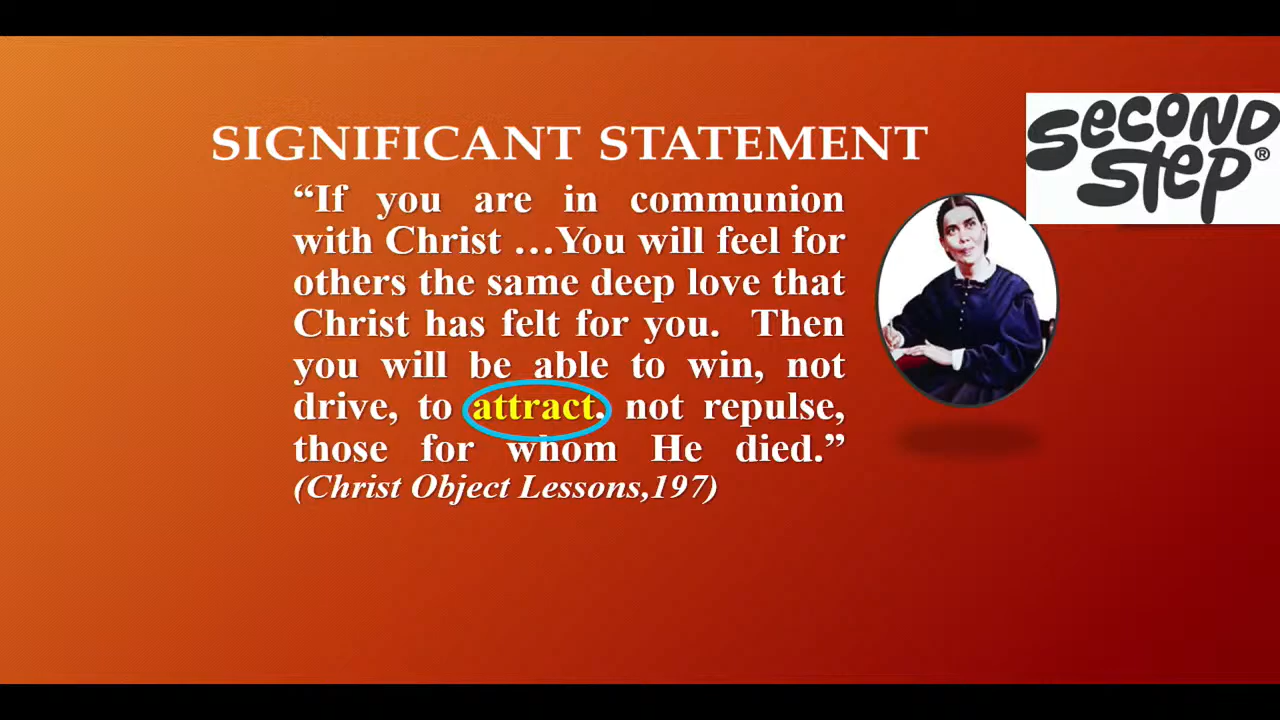 SECOND
STEP®
SIGNIFICANT STATEMENT
“If you are in communion
with Christ …You will feel for
others the same deep love that
Christ has felt for you. Then
you will be able to win, not
drive, to attract, not repulse,
those for whom He died.”
(Christ Object Lessons,197)